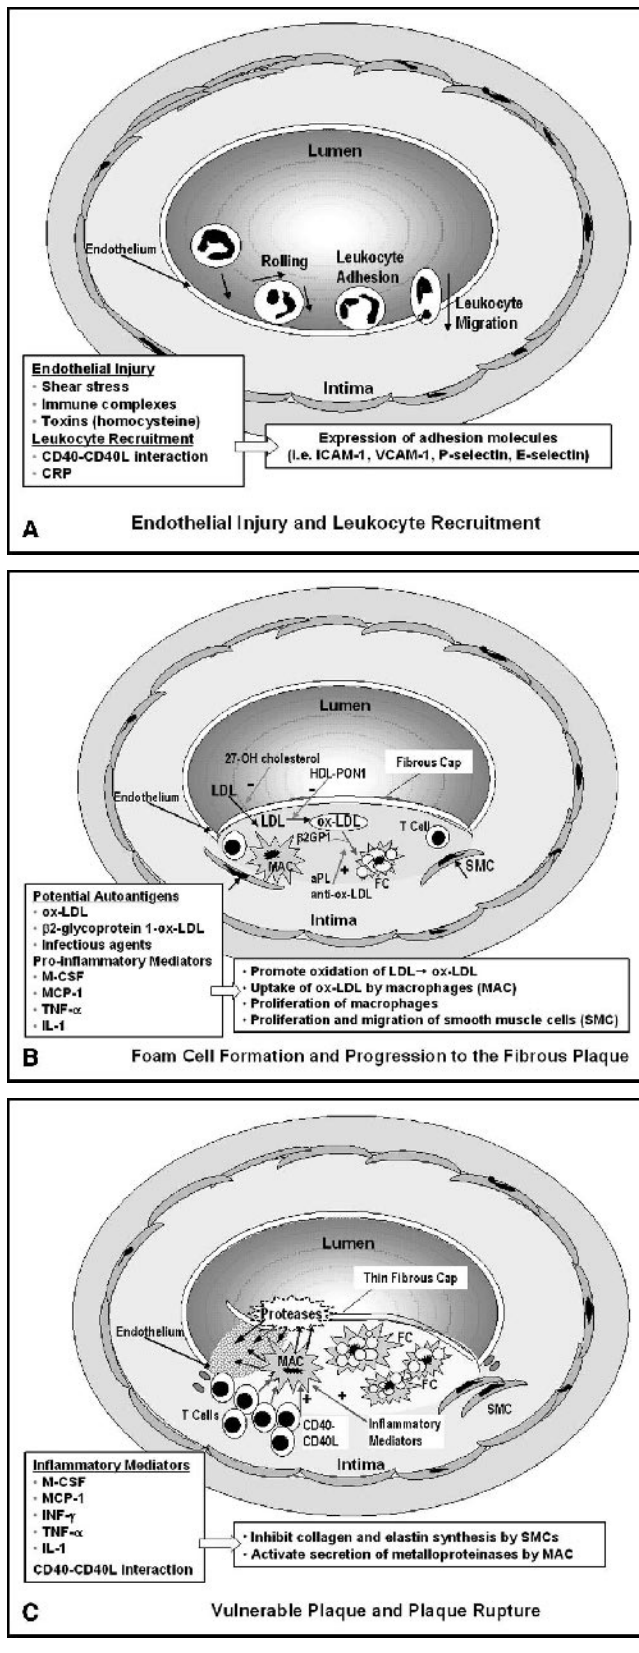 Lumen
Endothelium
Rolling
Leukocyte
Adhesion
Leukocyte
Migration
Intima
Endothelial Injury
• Shear stress
• Immune complexes
• Toxins (homocysteine)
Leukocyte Recruitment
• CD40-CD40L interaction
• CRP
Expression of adhesion molecules
(i.e. ICAM-1, VCAM-1, P-selectin, E-selectin)
A Endothelial Injury and Leukocyte Recruitment
Lumen
27-OH cholesterol
HDL-PON1
Fibrous Cap
Endothelium
LDL
-
-
LDL
ox-LDL
β2GP1
T Cell
MAC
+
FC
SMC
aPL
anti-ox-LDL
Intima
Potential Autoantigens
• ox-LDL
• β2-glycoprotein 1-ox-LDL
• Infectious agents
Pro-inflammatory Mediators
• M-CSF
• MCP-1
• TNF-α
• IL-1
• Promote oxidation of LDL→ ox-LDL
• Uptake of ox-LDL by macrophages (MAC)
• Proliferation of macrophages
• Proliferation and migration of smooth muscle cells (SMC)
B Foam Cell Formation and Progression to the Fibrous Plaque
Lumen
Thin Fibrous Cap
Proteases
Endothelium
FC
MAC
FC
+
+
T Cells
CD40-
CD40L
Inflammatory
Mediators
SMC
Intima
Inflammatory Mediators
• M-CSF
• MCP-1
• INF-γ
• TNF-α
• IL-1
CD40-CD40L interaction
• Inhibit collagen and elastin synthesis by SMCs
• Activate secretion of metalloproteinases by MAC
C Vulnerable Plaque and Plaque Rupture